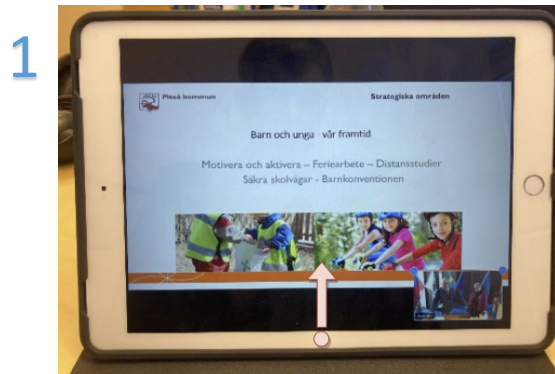 1
Piteå kommun
Strategiska områden
Barn och unga - vår framtid
Motivera och aktivera – Feriearbete – Distansstudier
Säkra skolvägar - Barnkonventionen